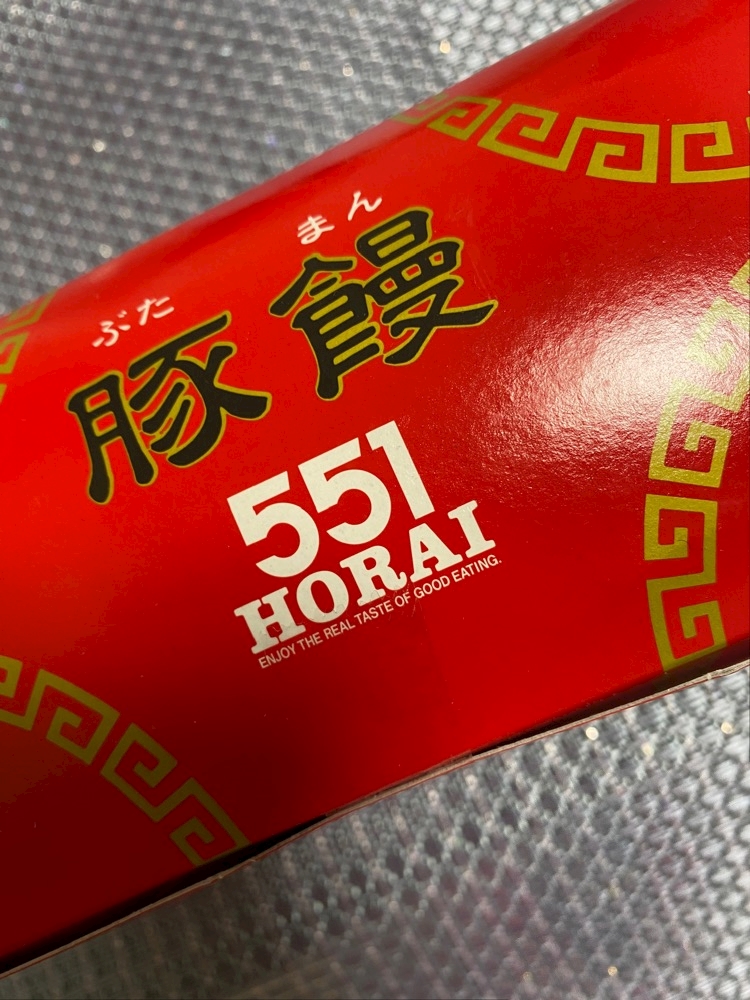 ぶた まん
豚饅
551
HORAI
ENJOY THE REAL TASTE OF GOOD EATING.